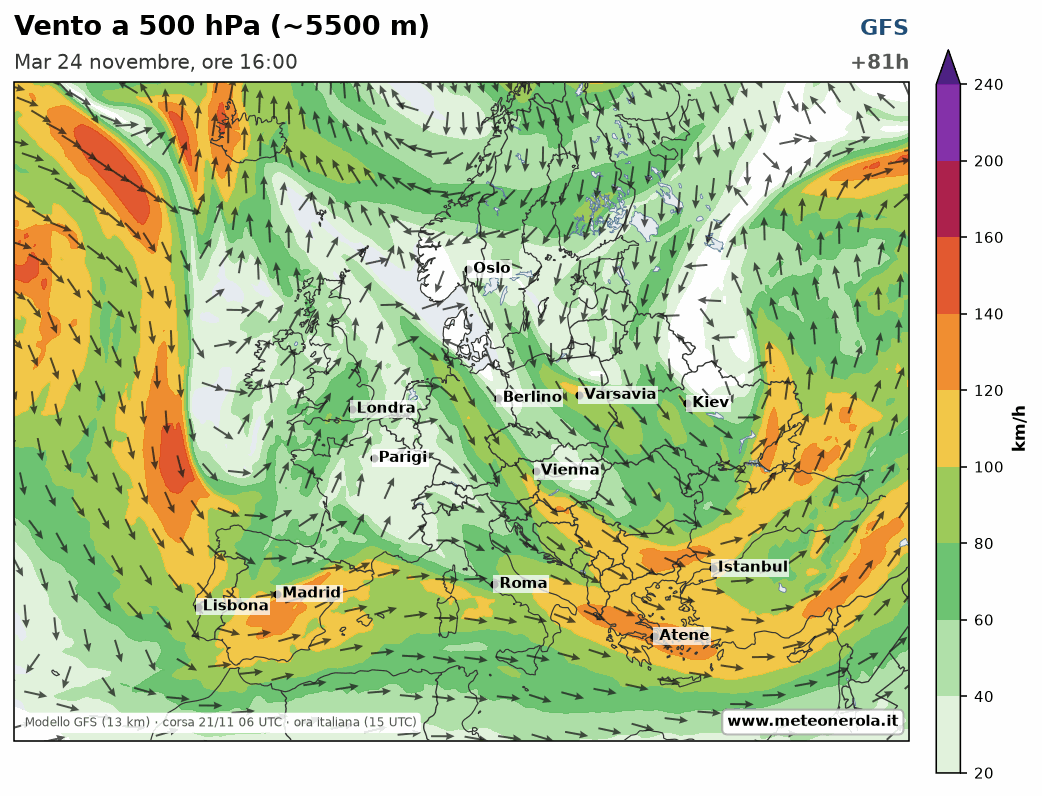 Vento a 500 hPa (~5500 m)
GFS
Mar 24 novembre, ore 16:00
+81h
240
200
160
140
120
100
80
60
40
20
km/h
Oslo
Berlino
Varsavia
Kiev
Londra
Parigi
Vienna
Istanbul
Roma
Madrid
Lisbona
Atene
Modello GFS (13 km) · corsa 21/11 06 UTC · ora italiana (15 UTC)
www.meteonerola.it